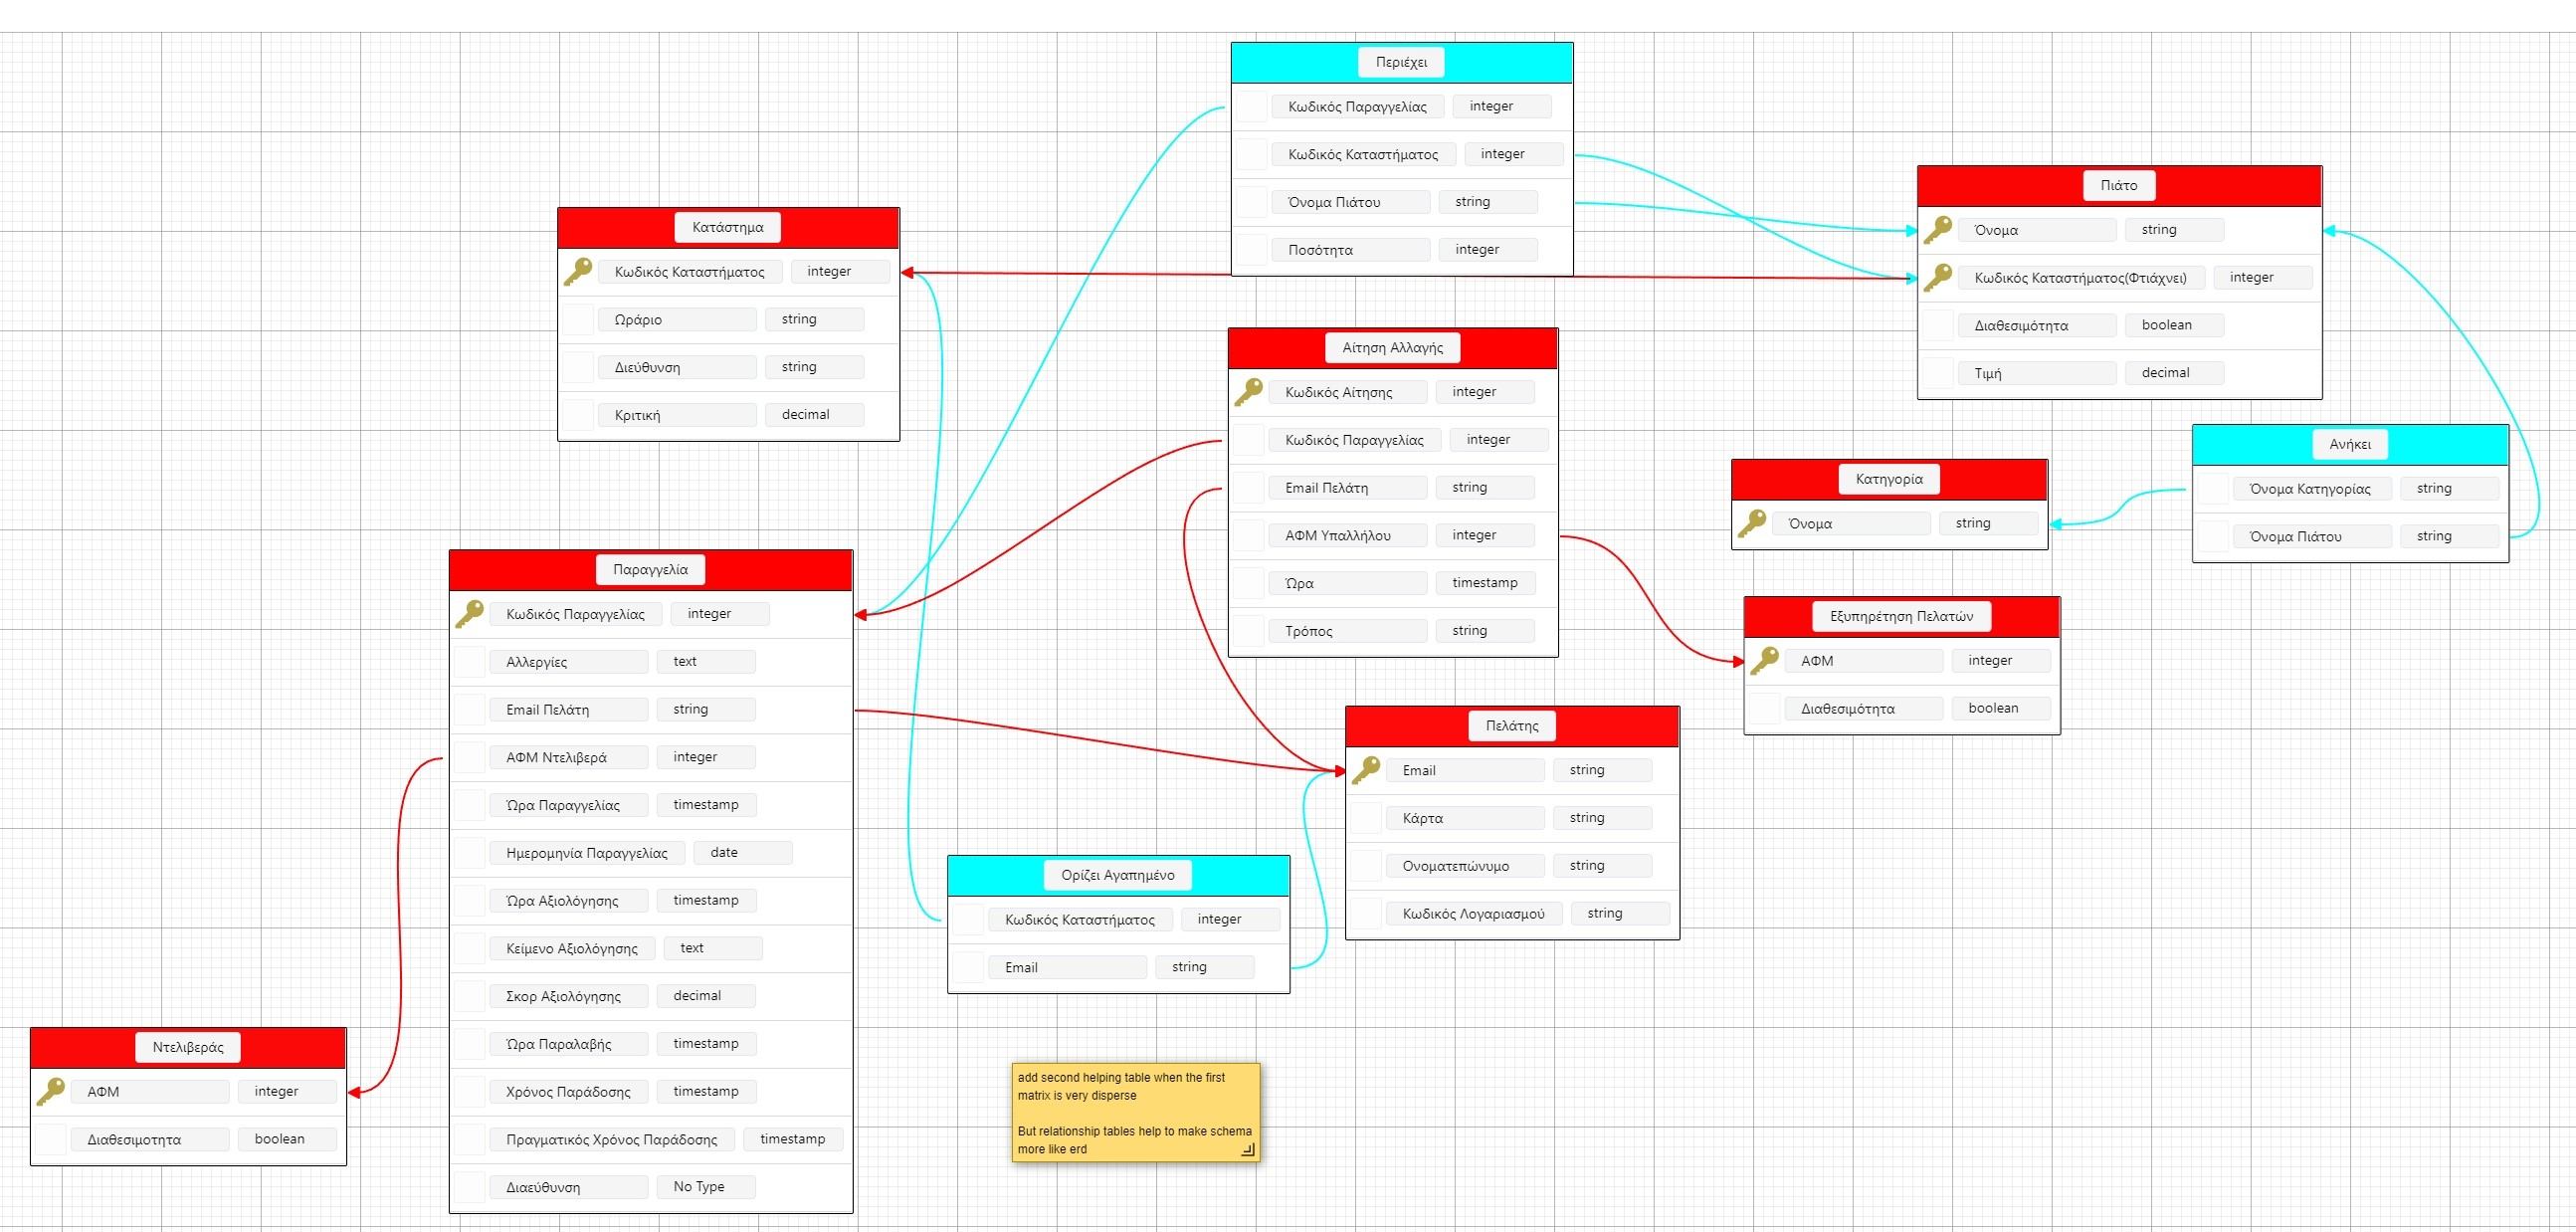 Περιέχει
Κωδικός Παραγγελίας integer
Κωδικός Καταστήματος integer
Όνομα Πιάτου string
Ποσότητα integer
Πιάτο
Όνομα string
Κωδικός Καταστήματος(Φτιάχνει) integer
Διαθεσιμότητα boolean
Τιμή decimal
Κατάστημα
Κωδικός Καταστήματος integer
Ωράριο string
Διεύθυνση string
Κριτική decimal
Αίτηση Αλλαγής
Κωδικός Αίτησης integer
Κωδικός Παραγγελίας integer
Email Πελάτη string
ΑΦΜ Υπαλλήλου integer
Ώρα timestamp
Τρόπος string
Ανήκει
Όνομα Κατηγορίας string
Όνομα Πιάτου string
Κατηγορία
Όνομα string
Εξυπηρέτηση Πελατών
ΑΦΜ integer
Διαθεσιμότητα boolean
Παραγγελία
Κωδικός Παραγγελίας integer
Αλλεργίες text
Email Πελάτη string
ΑΦΜ Ντελιβερά integer
Ώρα Παραγγελίας timestamp
Ημερομηνία Παραγγελίας date
Ώρα Αξιολόγησης timestamp
Κείμενο Αξιολόγησης text
Σκορ Αξιολόγησης decimal
Ώρα Παραλαβής timestamp
Χρόνος Παράδοσης timestamp
Πραγματικός Χρόνος Παράδοσης timestamp
Διαεύθυνση No Type
Πελάτης
Email string
Κάρτα string
Ονοματεπώνυμο string
Κωδικός Λογαριασμού string
Ορίζει Αγαπημένο
Κωδικός Καταστήματος integer
Email string
Ντελιβεράς
ΑΦΜ integer
Διαθεσιμοτητα boolean
add second helping table when the first
matrix is very disperse
But relationship tables help to make schema
more like erd